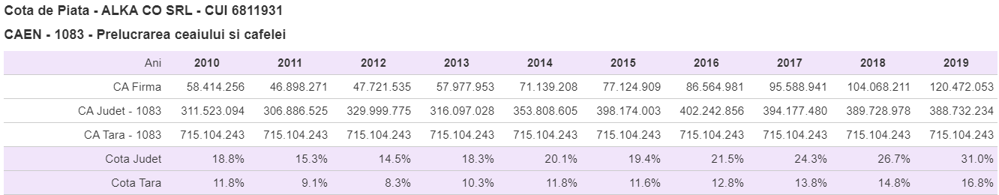 Cota de Piata - ALKA CO SRL - CUI 6811931
CAEN - 1083 - Prelucrarea ceaiului si cafelei
Ani 2010 2011 2012 2013 2014 2015 2016 2017 2018 2019
CA Firma 58.414.256 46.898.271 47.721.535 57.977.953 71.139.208 77.124.909 86.564.981 95.588.941 104.068.211 120.472.053
CA Judet - 1083 311.523.094 306.886.525 329.999.775 316.097.028 353.808.605 398.174.003 402.242.856 394.177.480 389.728.978 388.732.234
CA Tara - 1083 715.104.243 715.104.243 715.104.243 715.104.243 715.104.243 715.104.243 715.104.243 715.104.243 715.104.243 715.104.243
Cota Judet 18.8% 15.3% 14.5% 18.3% 20.1% 19.4% 21.5% 24.3% 26.7% 31.0%
Cota Tara 11.8% 9.1% 8.3% 10.3% 11.8% 11.6% 12.8% 13.8% 14.8% 16.8%